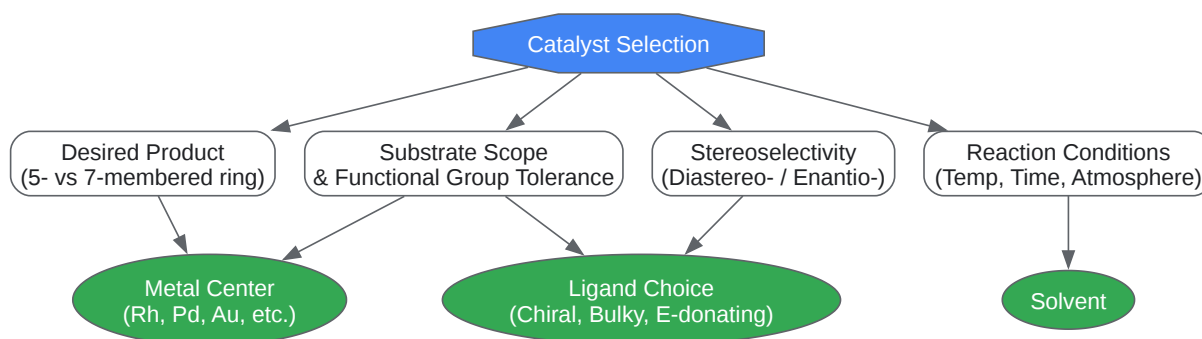 Catalyst Selection
Desired Product
(5- vs 7-membered ring)
Substrate Scope
& Functional Group Tolerance
Stereoselectivity
(Diastereo- / Enantio-)
Reaction Conditions
(Temp, Time, Atmosphere)
Metal Center
(Rh, Pd, Au, etc.)
Ligand Choice
(Chiral, Bulky, E-donating)
Solvent